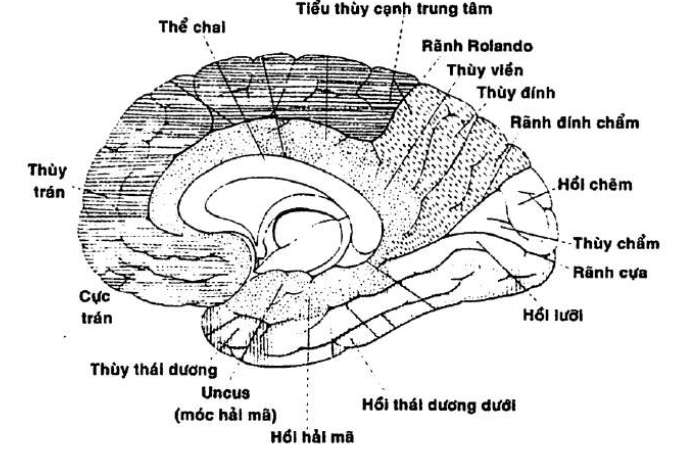 Tiểu thùy cạnh trung tâm
Thể chai
Rãnh Rolando
Thùy viền
Thùy đính
Rãnh đính chẩm
Thùy
trán
Hồi chêm
Thùy chẩm
Rãnh cựa
Cực
trán
Hồi lưỡi
Thùy thái dương
Uncus
(móc hải mã)
Hồi thái dương dưới
Hồi hải mã